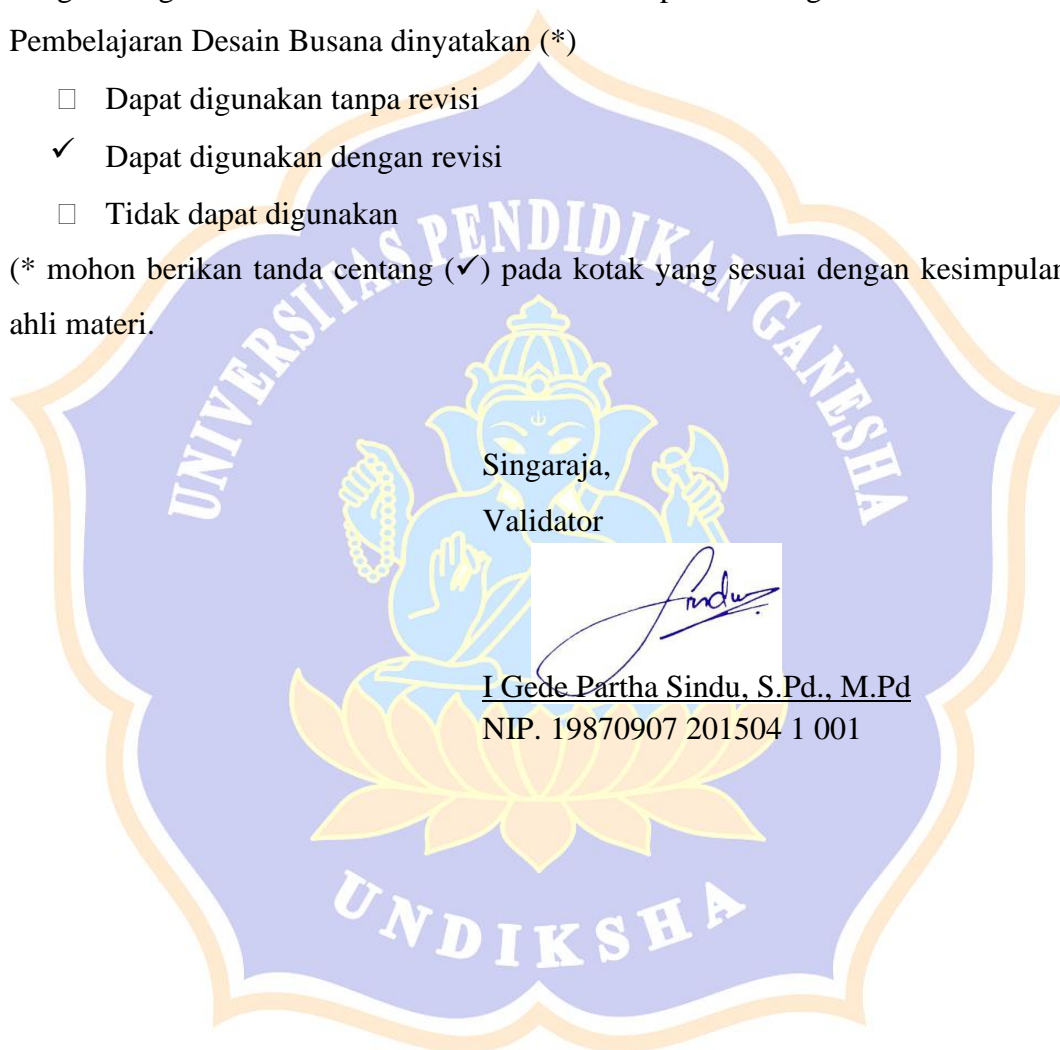 Pembelajaran Desain Busana dinyatakan (*)
□ Dapat digunakan tanpa revisi
✓ Dapat digunakan dengan revisi
□ Tidak dapat digunakan
(* mohon berikan tanda centang (✓) pada kotak yang sesuai dengan kesimpulan
ahli materi.
UNIVERSITAS PENDIDIKAN GANESHA
Singaraja,
Validator
Sindu
I Gede Partha Sindu, S.Pd., M.Pd
NIP. 19870907 201504 1 001
UNDIKSHA